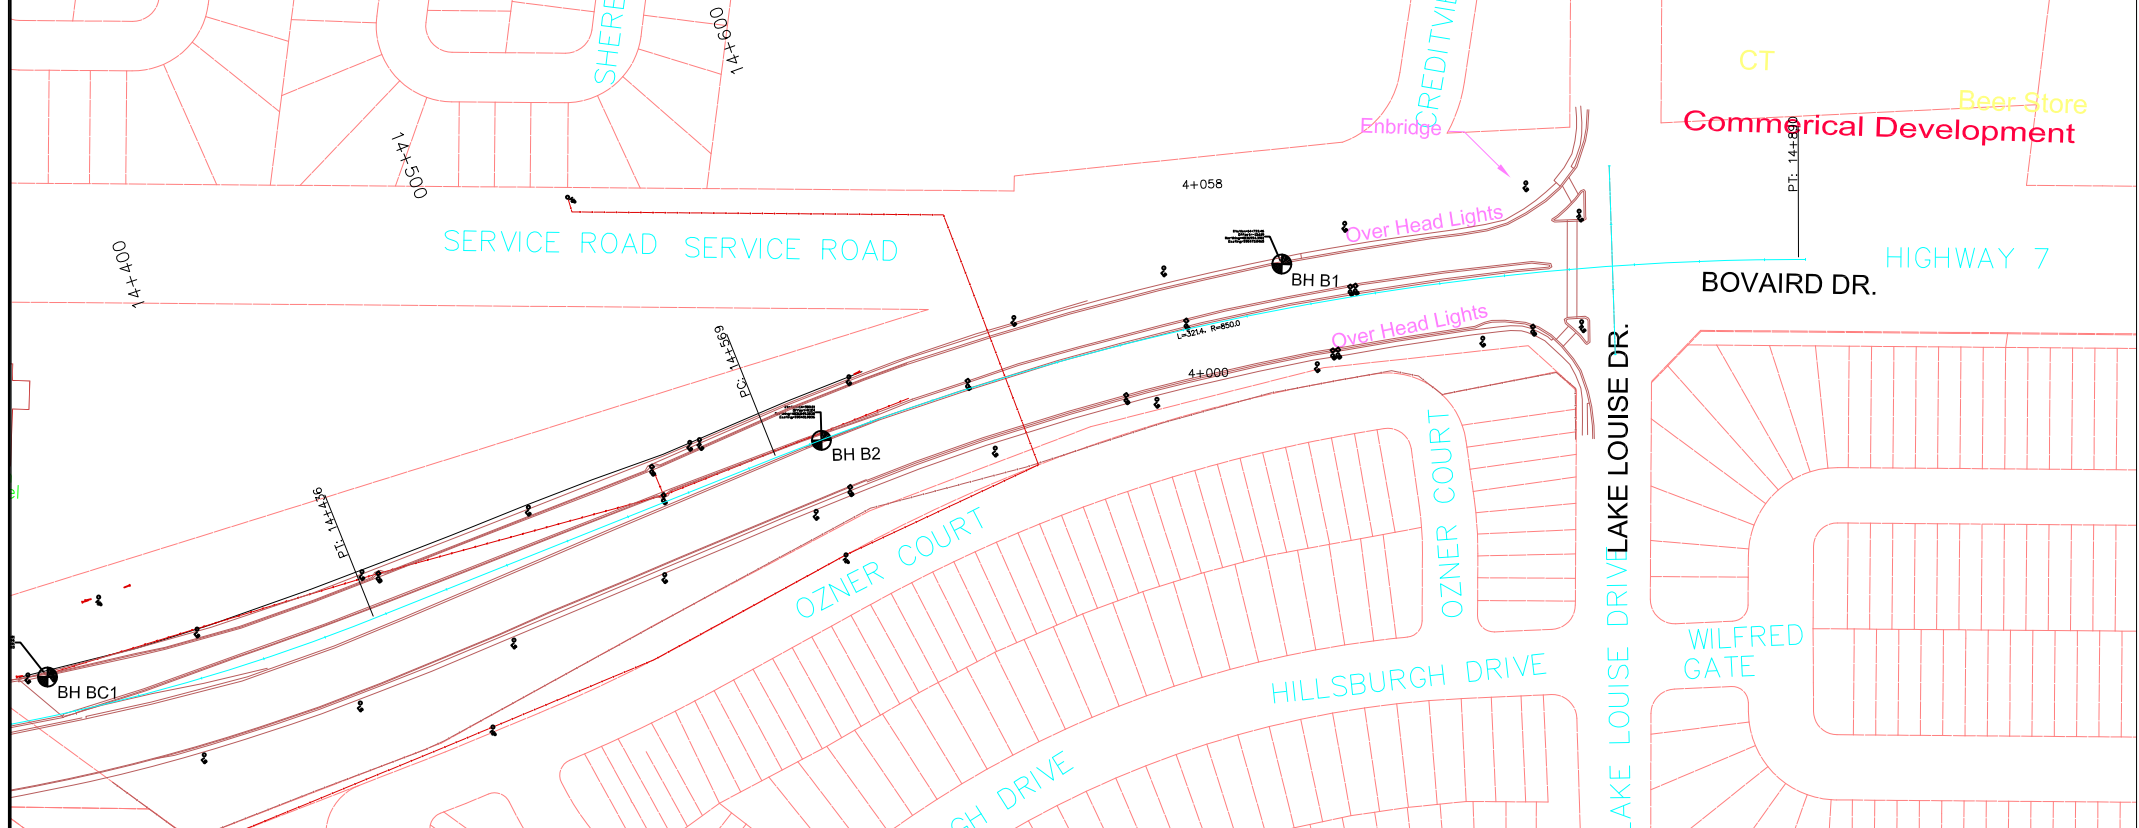 14+600
CT
Beer Store
Commerical Development
Enbridge
PT: 14+890
14+500
4+058
Over Head Lights
SERVICE ROAD
SERVICE ROAD
14+400
HIGHWAY 7
BH B1
BOVAIRD DR.
Over Head Lights
L=321.4, R=850.0
PC: 14+569
4+000
LAKE LOUISE DR.
BH B2
OZNER COURT
PT: 14+436
OZNER COURT
LAKE LOUISE DRIVE
WILFRED
GATE
HILLSBURGH DRIVE
BH BC1
DRIVE